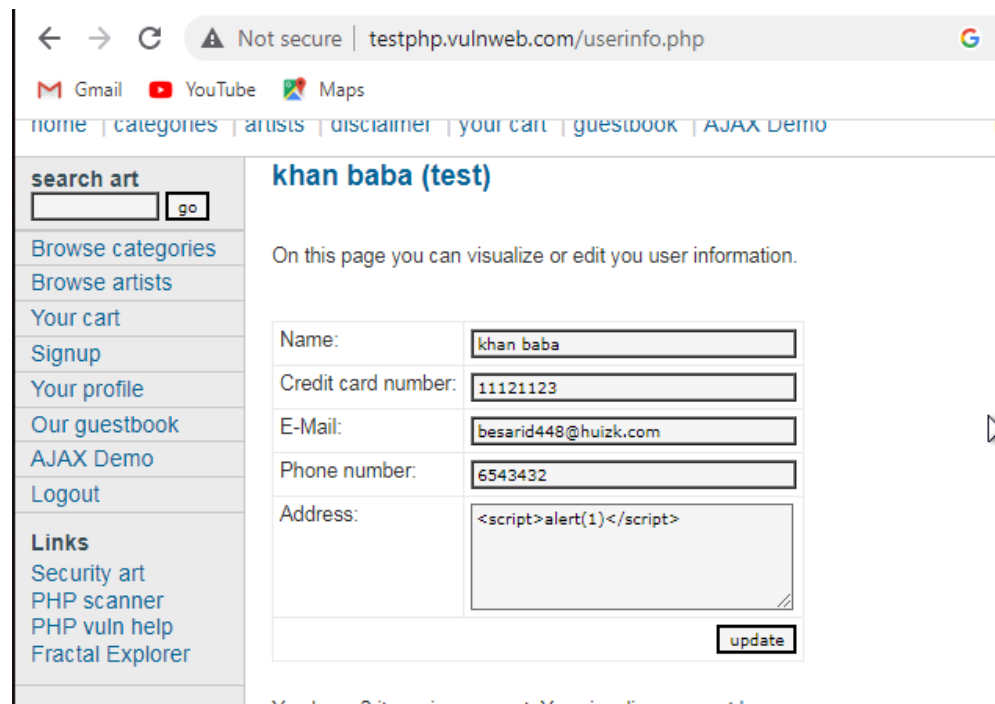 Not secure | testphp.vulnweb.com/userinfo.php
Gmail YouTube Maps
home | categories | artists | disclaimer | your cart | guestbook | AJAX Demo
search art
go
Browse categories
Browse artists
Your cart
Signup
Your profile
Our guestbook
AJAX Demo
Logout
Links
Security art
PHP scanner
PHP vuln help
Fractal Explorer
khan baba (test)
On this page you can visualize or edit you user information.
Name: khan baba
Credit card number: 11121123
E-Mail: besarid448@huizk.com
Phone number: 6543432
Address: <script>alert(1)</script>
update